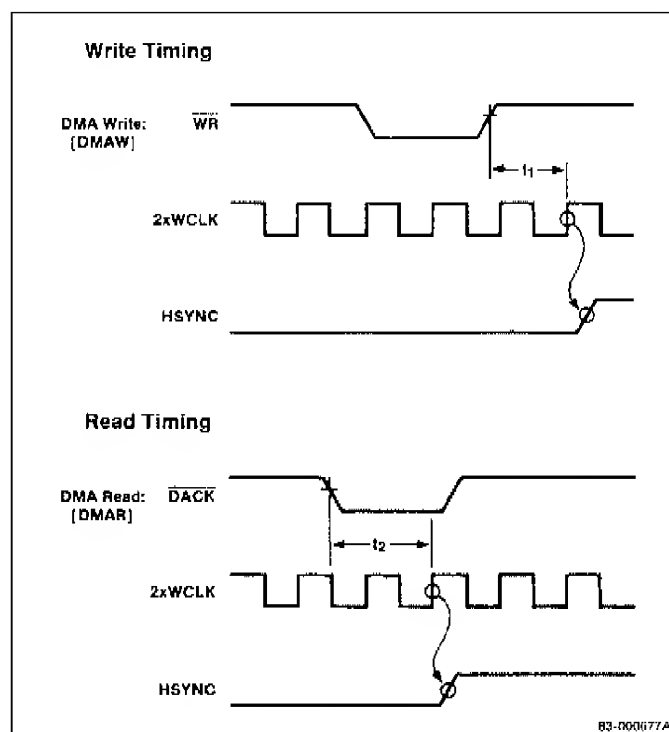 Write Timing
DMA Write: WR
[DMAW]
t1
2xWCLK
HSYNC
Read Timing
DMA Read: DACK
[DMAR]
t2
2xWCLK
HSYNC
83-000677A